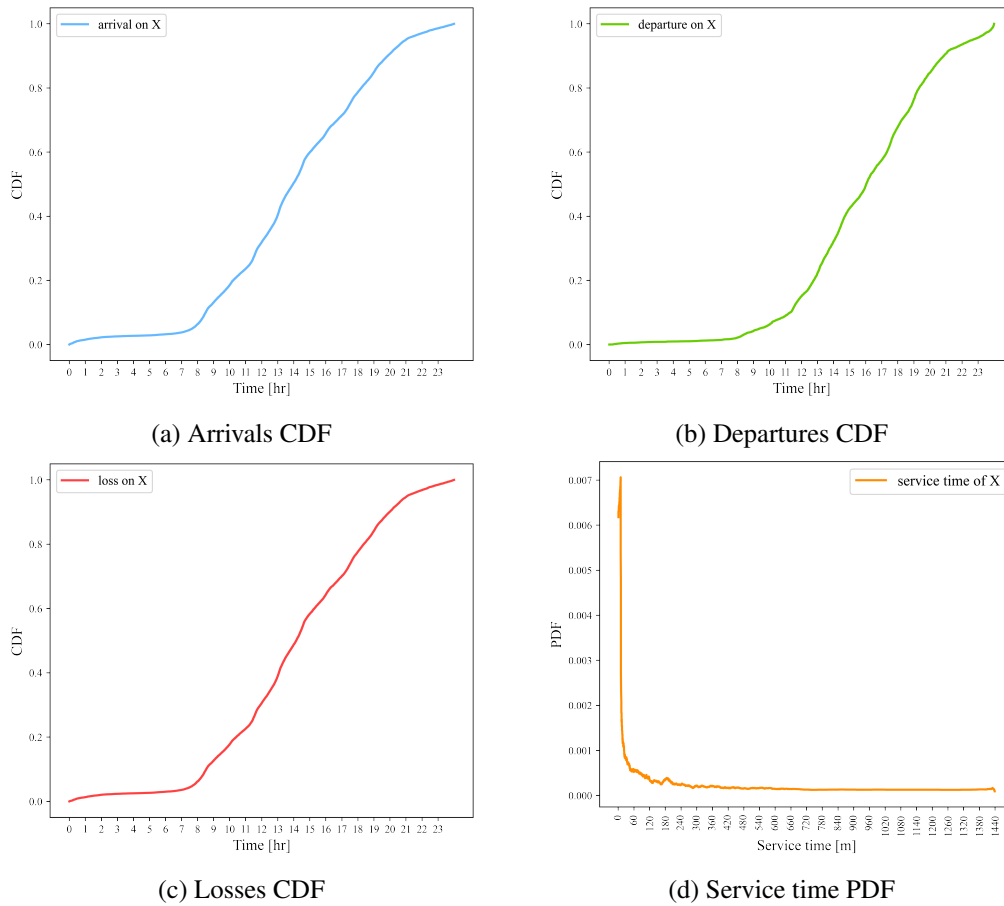 arrival on X
CDF
1.0
0.8
0.6
0.4
0.2
0.0
0 1 2 3 4 5 6 7 8 9 10 11 12 13 14 15 16 17 18 19 20 21 22 23
Time [hr]
(a) Arrivals CDF
departure on X
CDF
1.0
0.8
0.6
0.4
0.2
0.0
0 1 2 3 4 5 6 7 8 9 10 11 12 13 14 15 16 17 18 19 20 21 22 23
Time [hr]
(b) Departures CDF
loss on X
CDF
1.0
0.8
0.6
0.4
0.2
0.0
0 1 2 3 4 5 6 7 8 9 10 11 12 13 14 15 16 17 18 19 20 21 22 23
Time [hr]
(c) Losses CDF
service time of X
PDF
0.007
0.006
0.005
0.004
0.003
0.002
0.001
0.000
0 60 120 180 240 300 360 420 480 540 600 660 720 780 840 900 960 1020 1080 1140 1200 1260 1320 1380 1440
Service time [m]
(d) Service time PDF